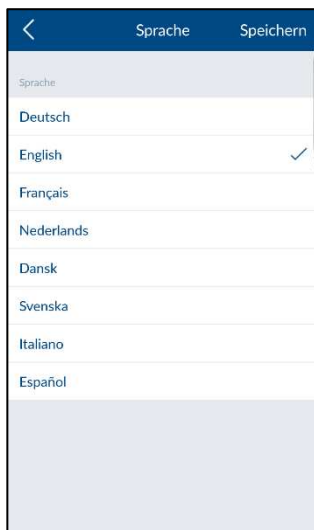 Sprache Speichern
Sprache
Deutsch
English
Français
Nederlands
Dansk
Svenska
Italiano
Español